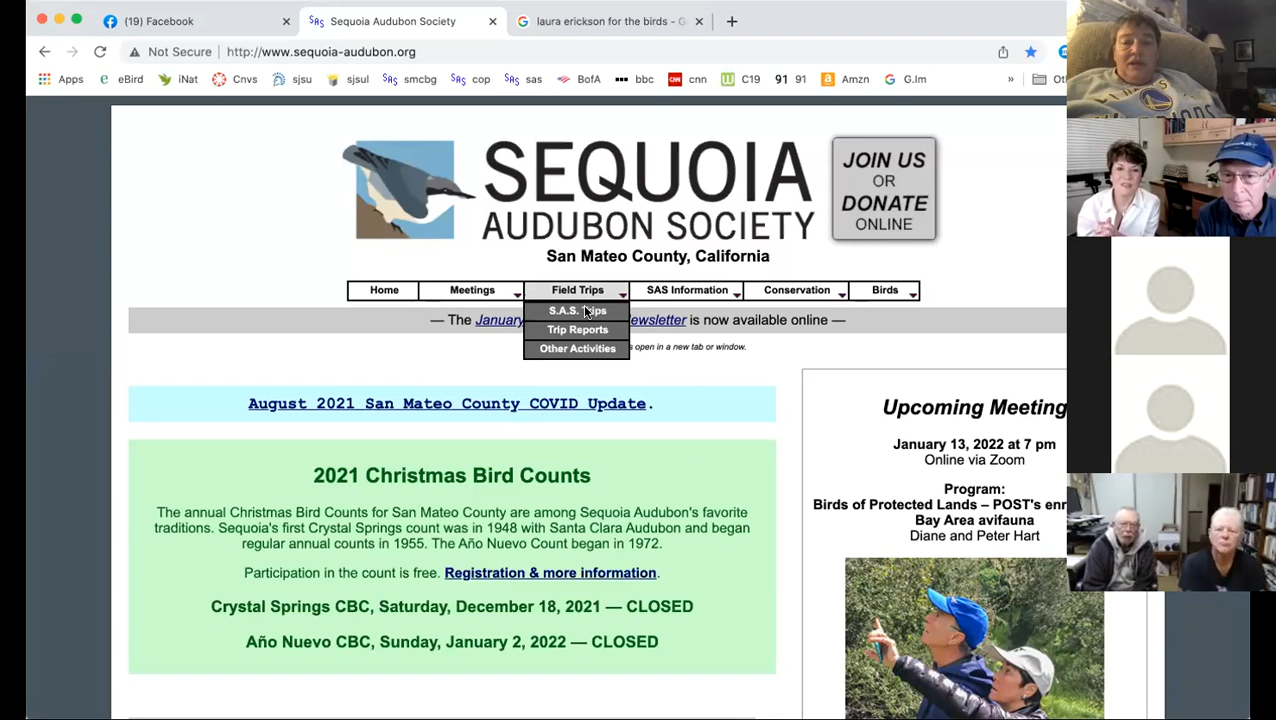 (19) Facebook
Sequoia Audubon Society
laura erickson for the birds - G
Not Secure
http://www.sequoia-audubon.org
Apps
eBird
iNat
Cnvs
sjsu
sjsul
smcbg
cop
sas
BofA
bbc
cnn
C19
91 91
Amzn
G.Im
»
SEQUOIA
AUDUBON SOCIETY
San Mateo County, California
JOIN US
OR
DONATE
ONLINE
Home
Meetings
Field Trips
SAS Information
Conservation
Birds
S.A.S.
Trip Reports
Other Activities
— The January
newsletter is now available online —
open in a new tab or window.
August 2021 San Mateo County COVID Update.
2021 Christmas Bird Counts
The annual Christmas Bird Counts for San Mateo County are among Sequoia Audubon's favorite
traditions. Sequoia's first Crystal Springs count was in 1948 with Santa Clara Audubon and began
regular annual counts in 1955. The Año Nuevo Count began in 1972.
Participation in the count is free. Registration & more information.
Crystal Springs CBC, Saturday, December 18, 2021 — CLOSED
Año Nuevo CBC, Sunday, January 2, 2022 — CLOSED
Upcoming Meeting
January 13, 2022 at 7 pm
Online via Zoom
Program:
Birds of Protected Lands – POST's
Bay Area avifauna
Diane and Peter Hart